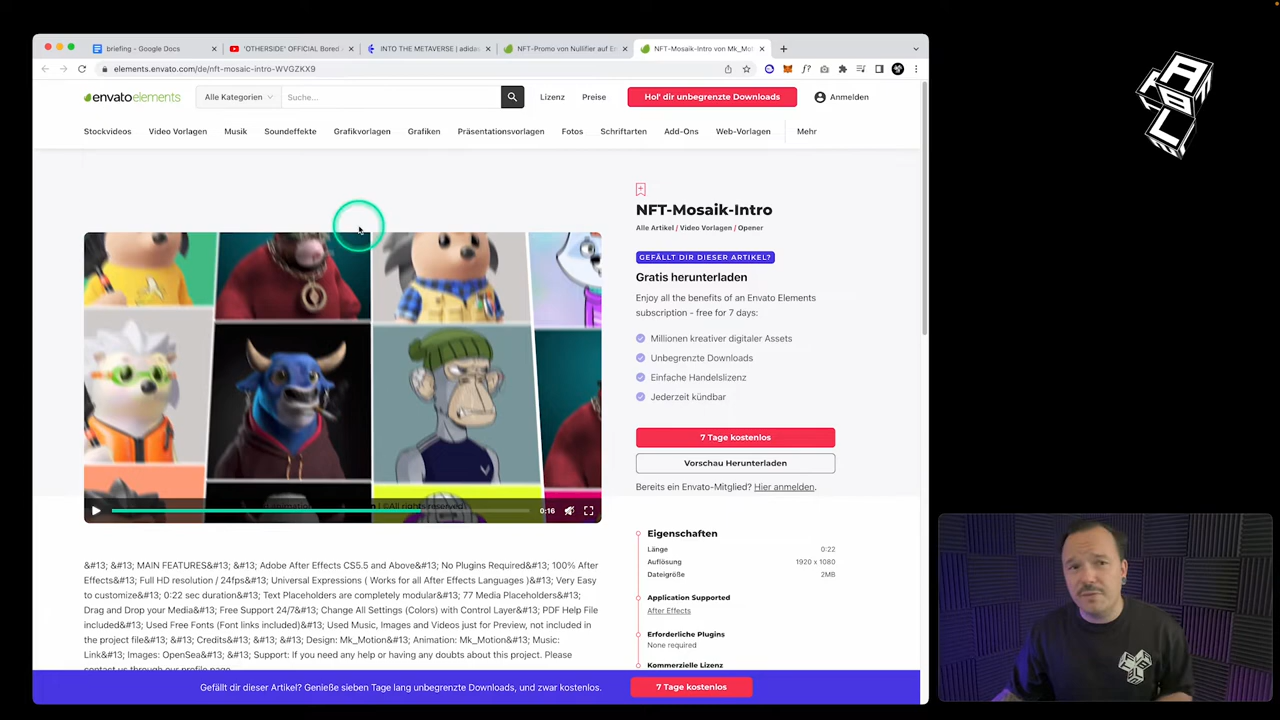 briefing - Google Docs
'OTHERSIDE' OFFICIAL Bored
INTO THE METAVERSE | adidas
NFT-Promo von Nullifier auf En
NFT-Mosaik-Intro von Mk_Mot
elements.envato.com/de/nft-mosaic-intro-WVGZKX9
envatoelements
Alle Kategorien
Suche...
Lizenz
Preise
Hol' dir unbegrenzte Downloads
Anmelden
Stockvideos
Video Vorlagen
Musik
Soundeffekte
Grafikvorlagen
Grafiken
Präsentationsvorlagen
Fotos
Schriftarten
Add-Ons
Web-Vorlagen
Mehr
NFT-Mosaik-Intro
Alle Artikel / Video Vorlagen / Opener
GEFÄLLT DIR DIESER ARTIKEL?
Gratis herunterladen
Enjoy all the benefits of an Envato Elements
subscription - free for 7 days:
Millionen kreativer digitaler Assets
Unbegrenzte Downloads
Einfache Handelslizenz
Jederzeit kündbar
7 Tage kostenlos
Vorschau Herunterladen
Bereits ein Envato-Mitglied? Hier anmelden.
0:16
Eigenschaften
Länge 0:22
Auflösung 1920 x 1080
Dateigröße 2MB
Application Supported
After Effects
Erforderliche Plugins
None required
Kommerzielle Lizenz
&#13; &#13; MAIN FEATURES&#13; &#13; Adobe After Effects CS5.5 and Above&#13; No Plugins Required&#13; 100% After
Effects&#13; Full HD resolution / 24fps&#13; Universal Expressions ( Works for all After Effects Languages )&#13; Very Easy
to customize&#13; 0:22 sec duration&#13; Text Placeholders are completely modular&#13; 77 Media Placeholders&#13;
Drag and Drop your Media&#13; Free Support 24/7&#13; Change All Settings (Colors) with Control Layer&#13; PDF Help File
included&#13; Used Free Fonts (Font links included)&#13; Used Music, Images and Videos just for Preview, not included in
the project file&#13; &#13; Credits&#13; &#13; &#13; Design: Mk_Motion&#13; Animation: Mk_Motion&#13; Music:
Link&#13; Images: OpenSea&#13; &#13; Support: If you need any help or having any doubts about this project. Please
contact us through our profile page.
Gefällt dir dieser Artikel? Genieße sieben Tage lang unbegrenzte Downloads, und zwar kostenlos.
7 Tage kostenlos
ABL